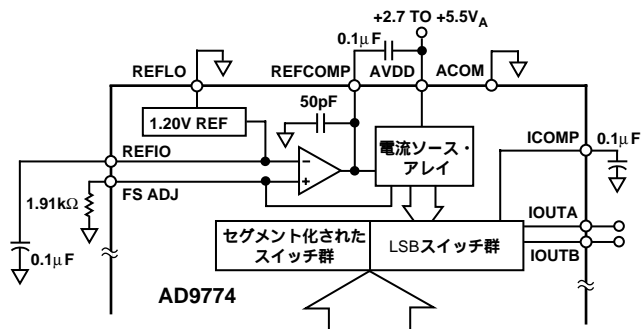 +2.7 TO +5.5VA
0.1μF
REFLO
REFCOMP
AVDD
ACOM
50pF
1.20V REF
電流ソース・
アレイ
ICOMP
0.1μF
REFIO
FS ADJ
1.91kΩ
IOUTA
セグメント化された
スイッチ群
LSBスイッチ群
IOUTB
0.1μF
AD9774